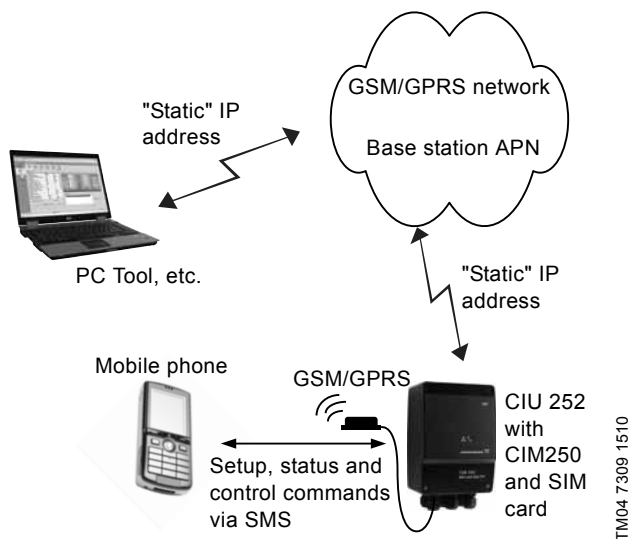 GSM/GPRS network
Base station APN
"Static" IP
address
PC Tool, etc.
"Static" IP
address
Mobile phone
GSM/GPRS
CIU 252
with
CIM250
and SIM
card
Setup, status and
control commands
via SMS
TM04 7309 1510